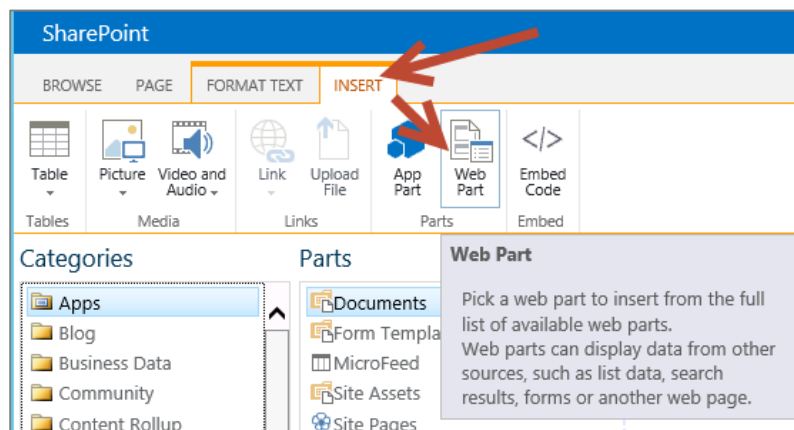 SharePoint
BROWSE PAGE FORMAT TEXT INSERT
Table Picture Video and Audio Link Upload File App Part Web Part Embed Code
Tables Media Links Parts Embed
Categories Parts
Apps
Blog
Business Data
Community
Content Rollup
Documents
Form Templa
MicroFeed
Site Assets
Site Pages
Web Part
Pick a web part to insert from the full
list of available web parts.
Web parts can display data from other
sources, such as list data, search
results, forms or another web page.